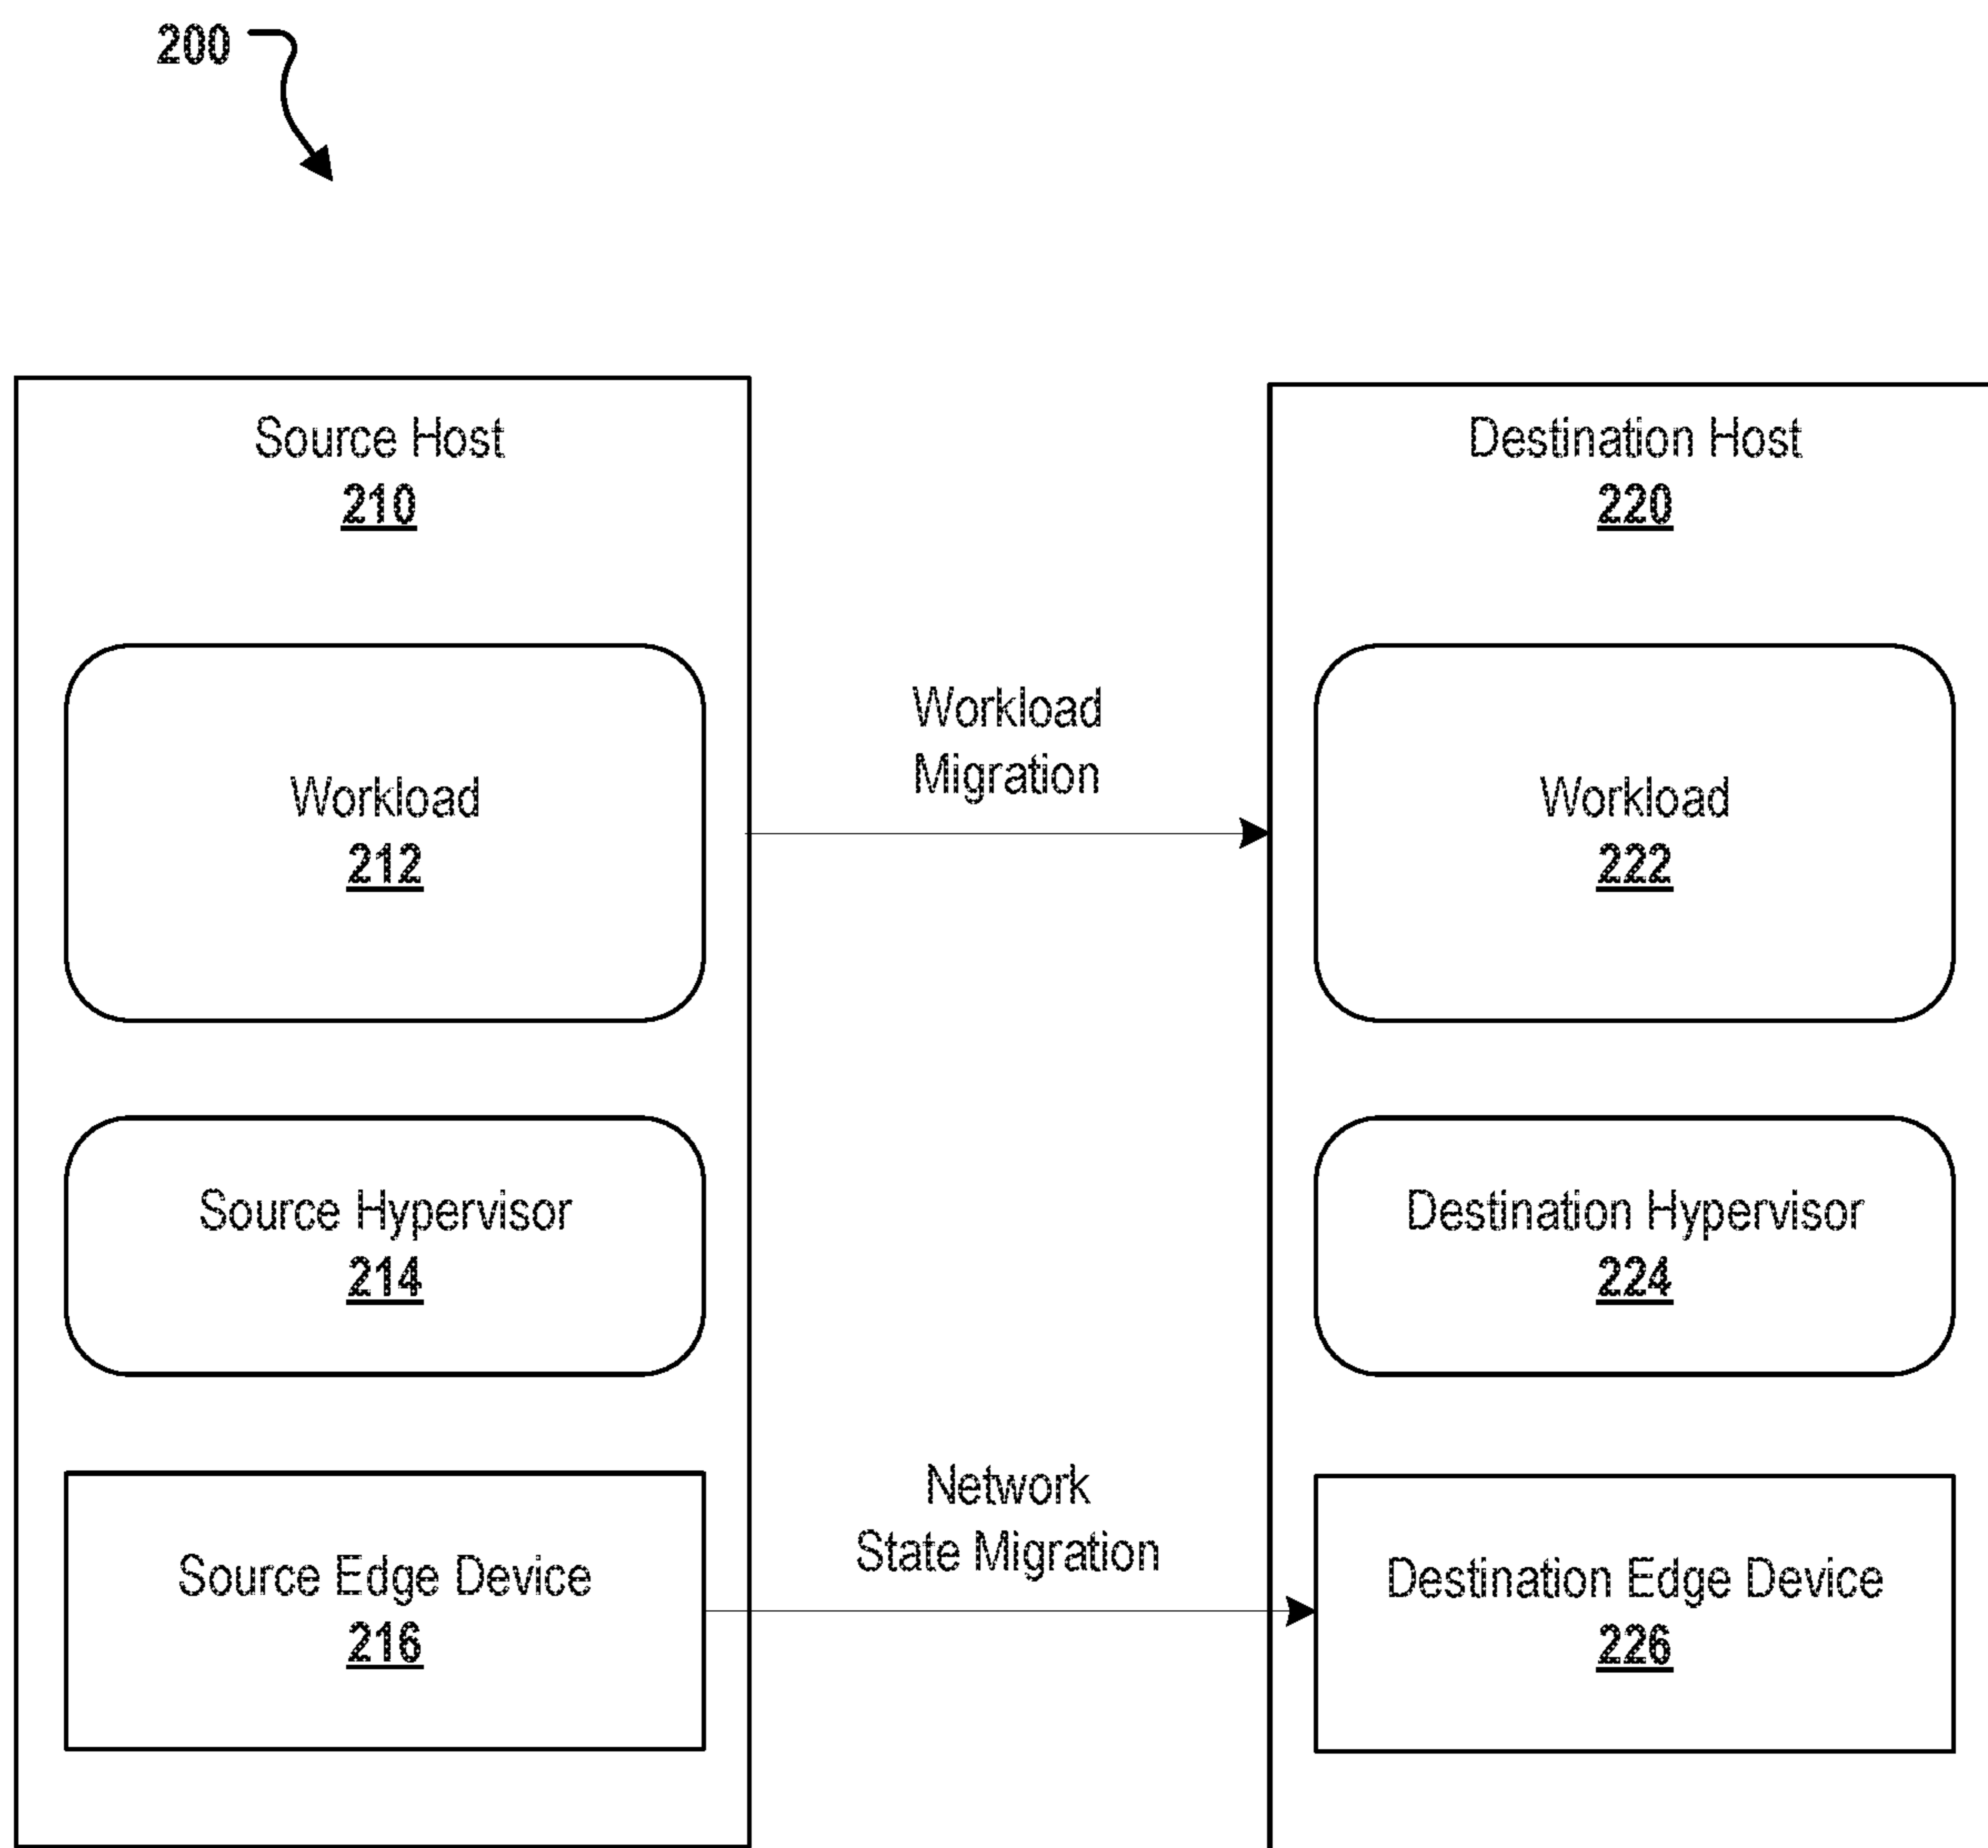 200
Source Host
210
Workload
212
Source Hypervisor
214
Source Edge Device
216
Workload
Migration
Network
State Migration
Destination Host
220
Workload
222
Destination Hypervisor
224
Destination Edge Device
226